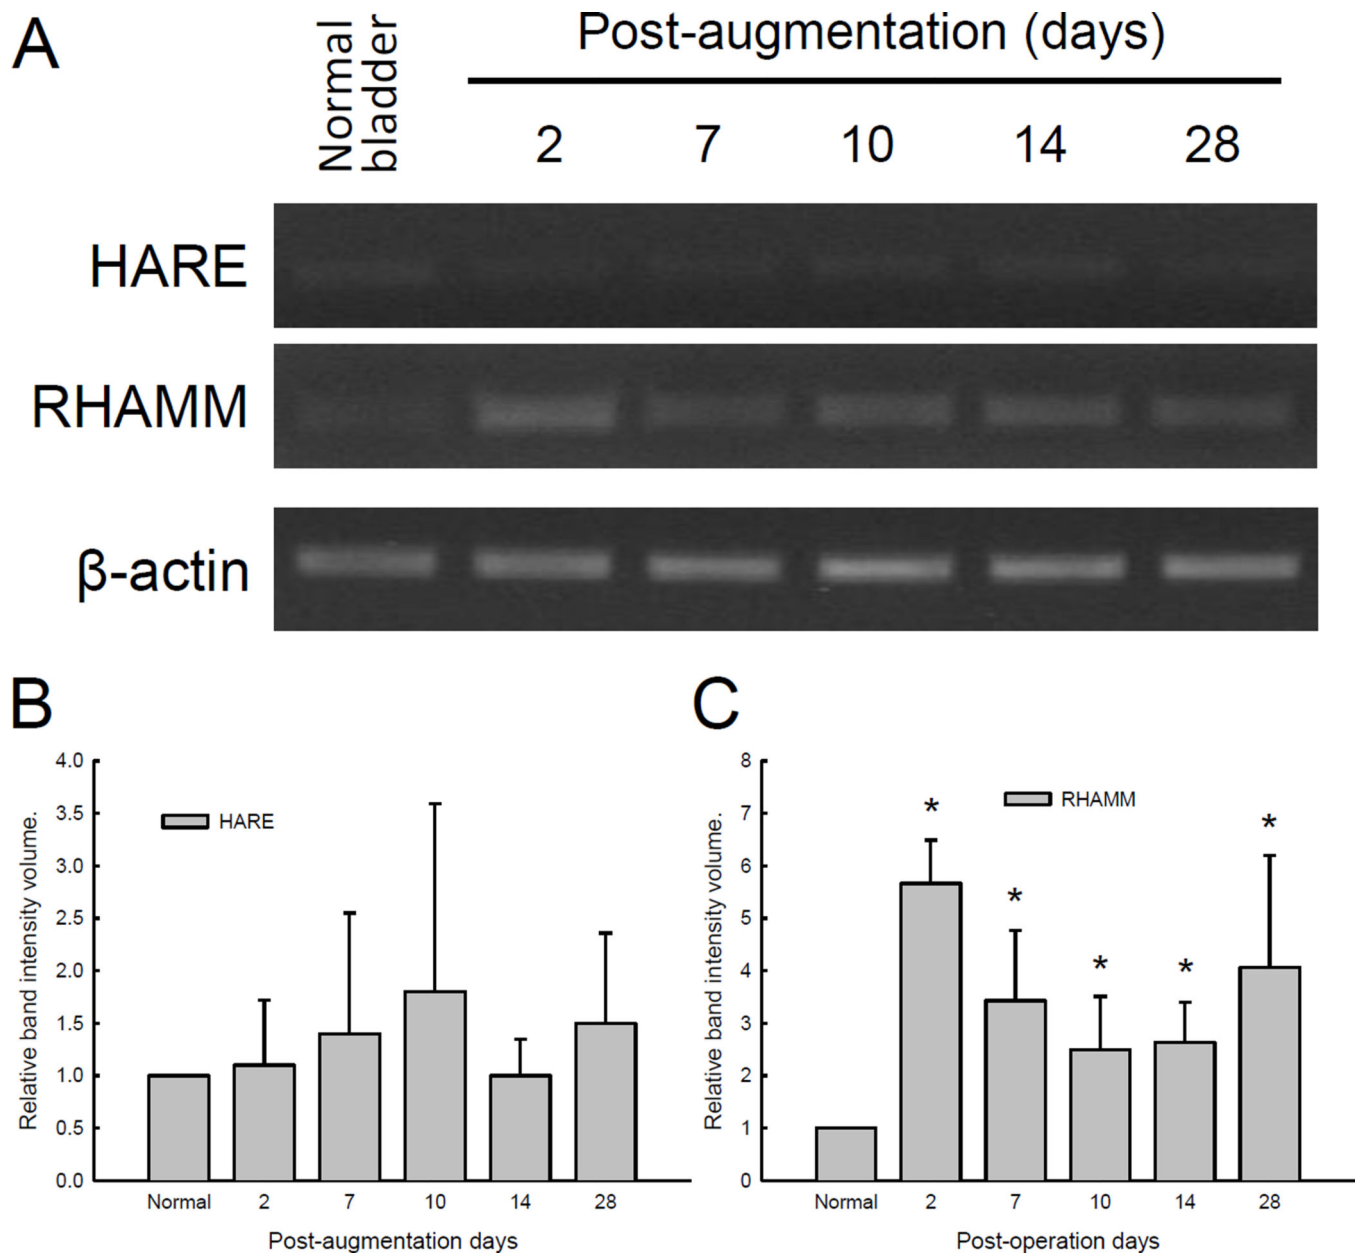 A
Normal
bladder
Post-augmentation (days)
2 7 10 14 28
HARE
RHAMM
β-actin
B
4.0
3.5
3.0
2.5
2.0
1.5
1.0
0.5
0.0
Relative band intensity volume.
HARE
Normal 2 7 10 14 28
Post-augmentation days
C
8
7
6
5
4
3
2
1
0
Relative band intensity volume.
RHAMM
* * * * *
Normal 2 7 10 14 28
Post-operation days